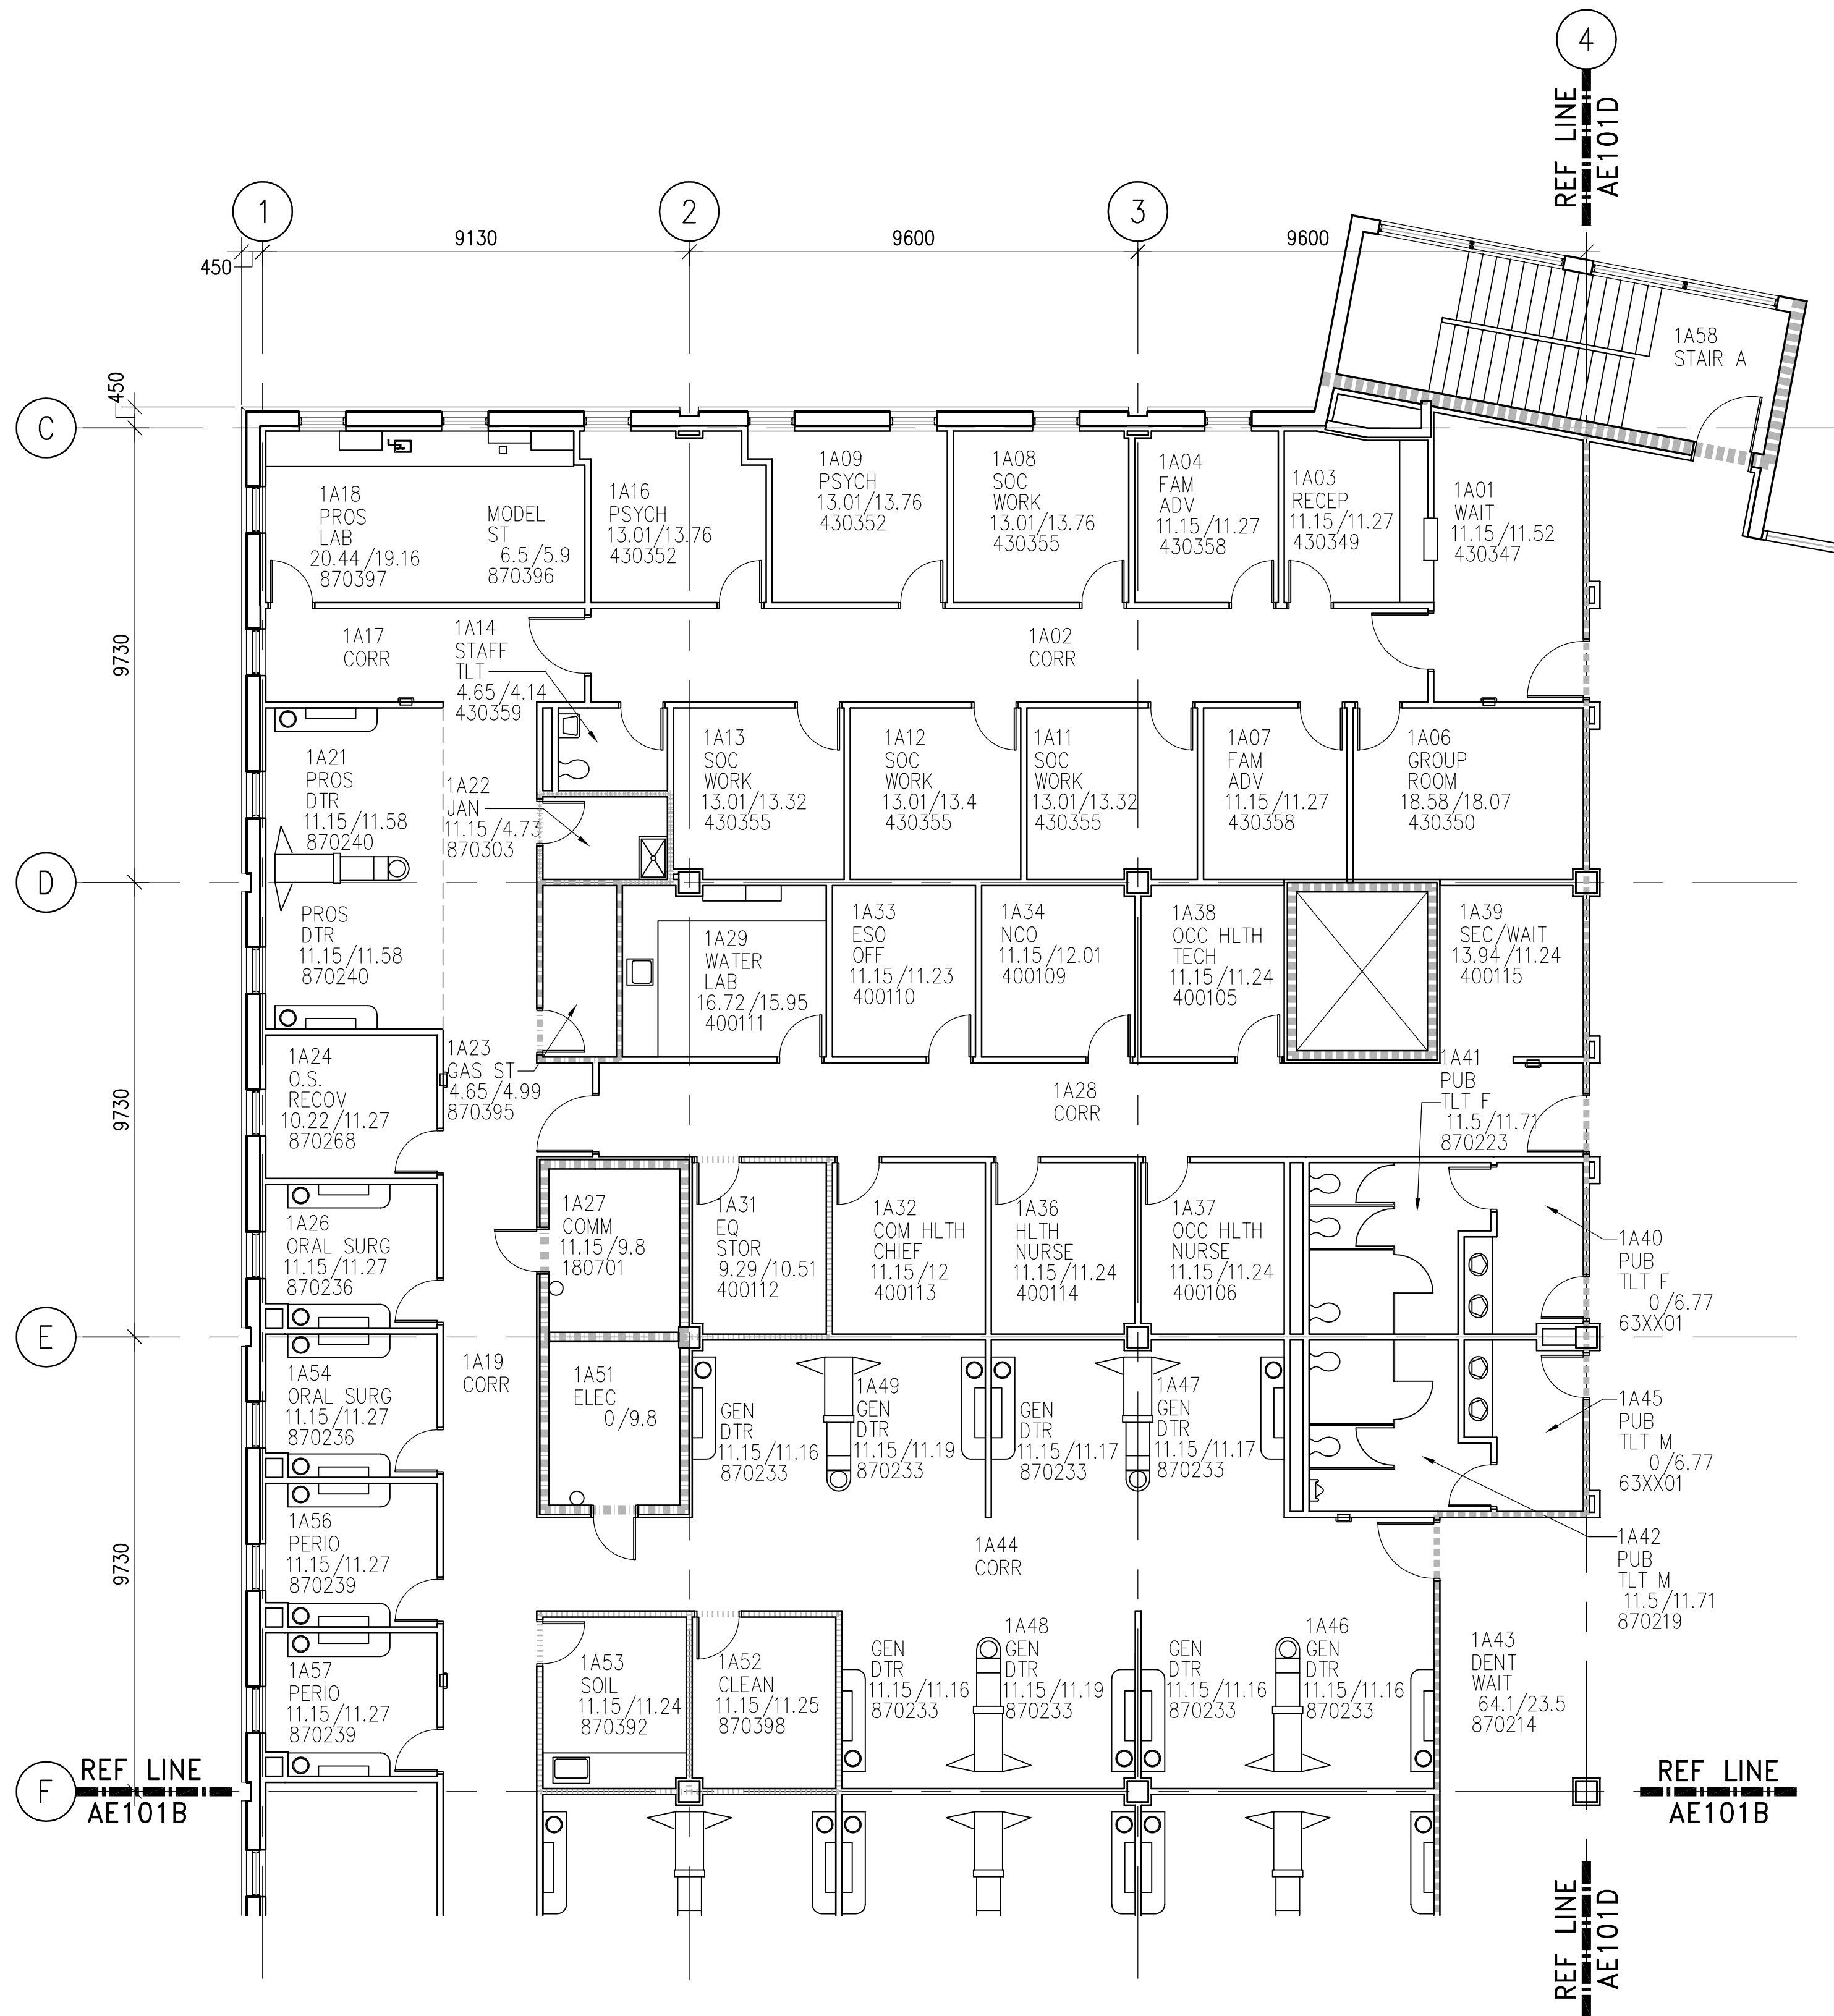 4
REF LINE
AE101D
1
2
3
9130
9600
9600
450
450
1A58
STAIR A
C
1A18
PROS
LAB
20.44/19.16
870397
MODEL
ST
6.5/5.9
870396
1A16
PSYCH
13.01/13.76
430352
1A09
PSYCH
13.01/13.76
430352
1A08
SOC
WORK
13.01/13.76
430355
1A04
FAM
ADV
11.15/11.27
430358
1A03
RECEP
11.15/11.27
430349
1A01
WAIT
11.15/11.52
430347
9730
1A17
CORR
1A14
STAFF
TLT
4.65/4.14
430359
1A02
CORR
1A21
PROS
DTR
11.15/11.58
870240
1A22
JAN
11.15/4.73
870303
1A13
SOC
WORK
13.01/13.32
430355
1A12
SOC
WORK
13.01/13.4
430355
1A11
SOC
WORK
13.01/13.32
430355
1A07
FAM
ADV
11.15/11.27
430358
1A06
GROUP
ROOM
18.58/18.07
430350
D
PROS
DTR
11.15/11.58
870240
1A29
WATER
LAB
16.72/15.95
400111
1A33
ESO
OFF
11.15/11.23
400110
1A34
NCO
11.15/12.01
400109
1A38
OCC HLTH
TECH
11.15/11.24
400105
1A39
SEC/WAIT
13.94/11.24
400115
9730
1A24
O.S.
RECOV
10.22/11.27
870268
1A23
GAS ST
4.65/4.99
870395
1A28
CORR
1A41
PUB
TLT F
11.5/11.71
870223
1A26
ORAL SURG
11.15/11.27
870236
1A27
COMM
11.15/9.8
180701
1A31
EQ
STOR
9.29/10.51
400112
1A32
COM HLTH
CHIEF
11.15/12
400113
1A36
HLTH
NURSE
11.15/11.24
400114
1A37
OCC HLTH
NURSE
11.15/11.24
400106
1A40
PUB
TLT F
0/6.77
63XX01
E
1A54
ORAL SURG
11.15/11.27
870236
1A19
CORR
1A51
ELEC
0/9.8
GEN
DTR
11.15/11.16
870233
1A49
GEN
DTR
11.15/11.19
870233
GEN
DTR
11.15/11.17
870233
1A47
GEN
DTR
11.15/11.17
870233
1A45
PUB
TLT M
0/6.77
63XX01
9730
1A56
PERIO
11.15/11.27
870239
1A44
CORR
1A42
PUB
TLT M
11.5/11.71
870219
1A57
PERIO
11.15/11.27
870239
1A53
SOIL
11.15/11.24
870392
1A52
CLEAN
11.15/11.25
870398
GEN
DTR
11.15/11.16
870233
1A48
GEN
DTR
11.15/11.19
870233
GEN
DTR
11.15/11.16
870233
1A46
GEN
DTR
11.15/11.16
870233
1A43
DENT
WAIT
64.1/23.5
870214
F
REF LINE
AE101B
REF LINE
AE101B
REF LINE
AE101D